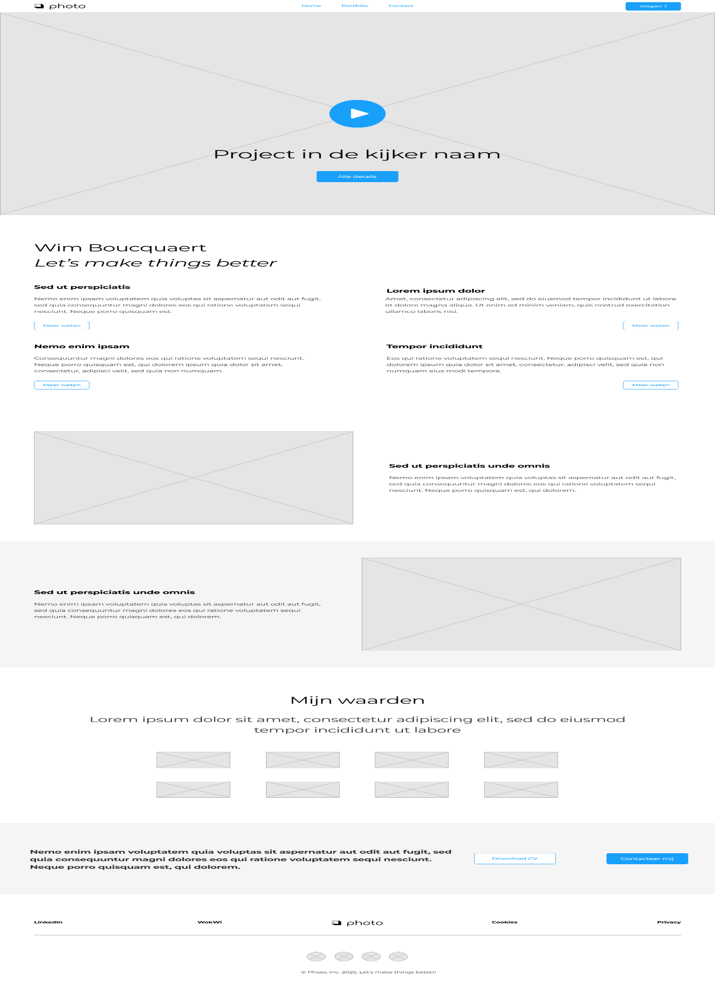 photo
Home
Portfolio
Contact
Vragen ?
Project in de kijker naam
Alle details
Wim Boucquaert
Let's make things better
Sed ut perspiciatis
Nemo enim ipsam voluptatem quia voluptas sit aspernatur aut odit aut fugit,
sed quia consequuntur magni dolores eos qui ratione voluptatem sequi
nesciunt. Neque porro quisquam est.
Meer weten
Lorem ipsum dolor
Amet, consectetur adipiscing elit, sed do eiusmod tempor incididunt ut labore
et dolore magna aliqua. Ut enim ad minim veniam, quis nostrud exercitation
ullamco laboris nisi.
Meer weten
Nemo enim ipsam
Consequuntur magni dolores eos qui ratione voluptatem sequi nesciunt.
Neque porro quisquam est, qui dolorem ipsum quia dolor sit amet,
consectetur, adipisci velit, sed quia non numquam.
Meer weten
Tempor incididunt
Eos qui ratione voluptatem sequi nesciunt. Neque porro quisquam est, qui
dolorem ipsum quia dolor sit amet, consectetur, adipisci velit, sed quia non
numquam eius modi tempora.
Meer weten
Sed ut perspiciatis unde omnis
Nemo enim ipsam voluptatem quia voluptas sit aspernatur aut odit aut fugit,
sed quia consequuntur magni dolores eos qui ratione voluptatem sequi
nesciunt. Neque porro quisquam est, qui dolorem.
Sed ut perspiciatis unde omnis
Nemo enim ipsam voluptatem quia voluptas sit aspernatur aut odit aut fugit,
sed quia consequuntur magni dolores eos qui ratione voluptatem sequi
nesciunt. Neque porro quisquam est, qui dolorem.
Mijn waarden
Lorem ipsum dolor sit amet, consectetur adipiscing elit, sed do eiusmod
tempor incididunt ut labore
Nemo enim ipsam voluptatem quia voluptas sit aspernatur aut odit aut fugit, sed
quia consequuntur magni dolores eos qui ratione voluptatem sequi nesciunt.
Neque porro quisquam est, qui dolorem.
Download CV
Contacteer mij
LinkedIn
WokWi
photo
Cookies
Privacy
© Photo, Inc. 2025. Let's make things better!